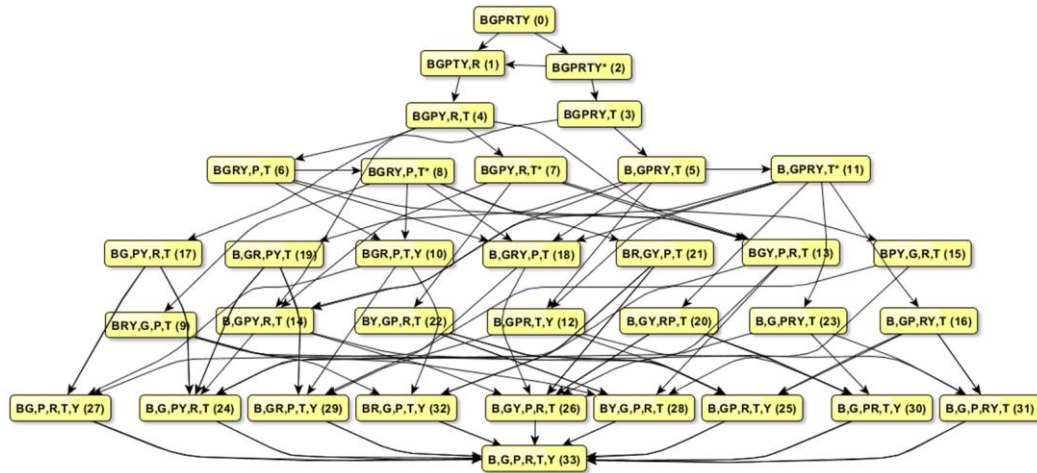 BGPRTY (0)
BGPTY,R (1)
BGPRTY* (2)
BGPY,R,T (4)
BGPRY,T (3)
BGRY,P,T (6)
BGRY,P,T* (8)
BGPY,R,T* (7)
B,GPRY,T (5)
B,GPRY,T* (11)
BG,PY,R,T (17)
BG,R,PY,T (19)
BGR,P,T,Y (10)
B,GRY,P,T (18)
BR,GY,P,T (21)
BGY,P,R,T (13)
BPY,G,R,T (15)
BRY,G,P,T (9)
B,GPY,R,T (14)
BY,GP,R,T (22)
B,GPR,T,Y (12)
B,GY,RP,T (20)
B,G,PRY,T (23)
B,GP,RY,T (16)
BG,P,R,T,Y (27)
B,G,PY,R,T (24)
B,GR,P,T,Y (29)
BR,G,P,T,Y (32)
B,GY,P,R,T (26)
BY,G,P,R,T (28)
B,GP,R,T,Y (25)
B,G,PR,T,Y (30)
B,G,P,RY,T (31)
B,G,P,R,T,Y (33)